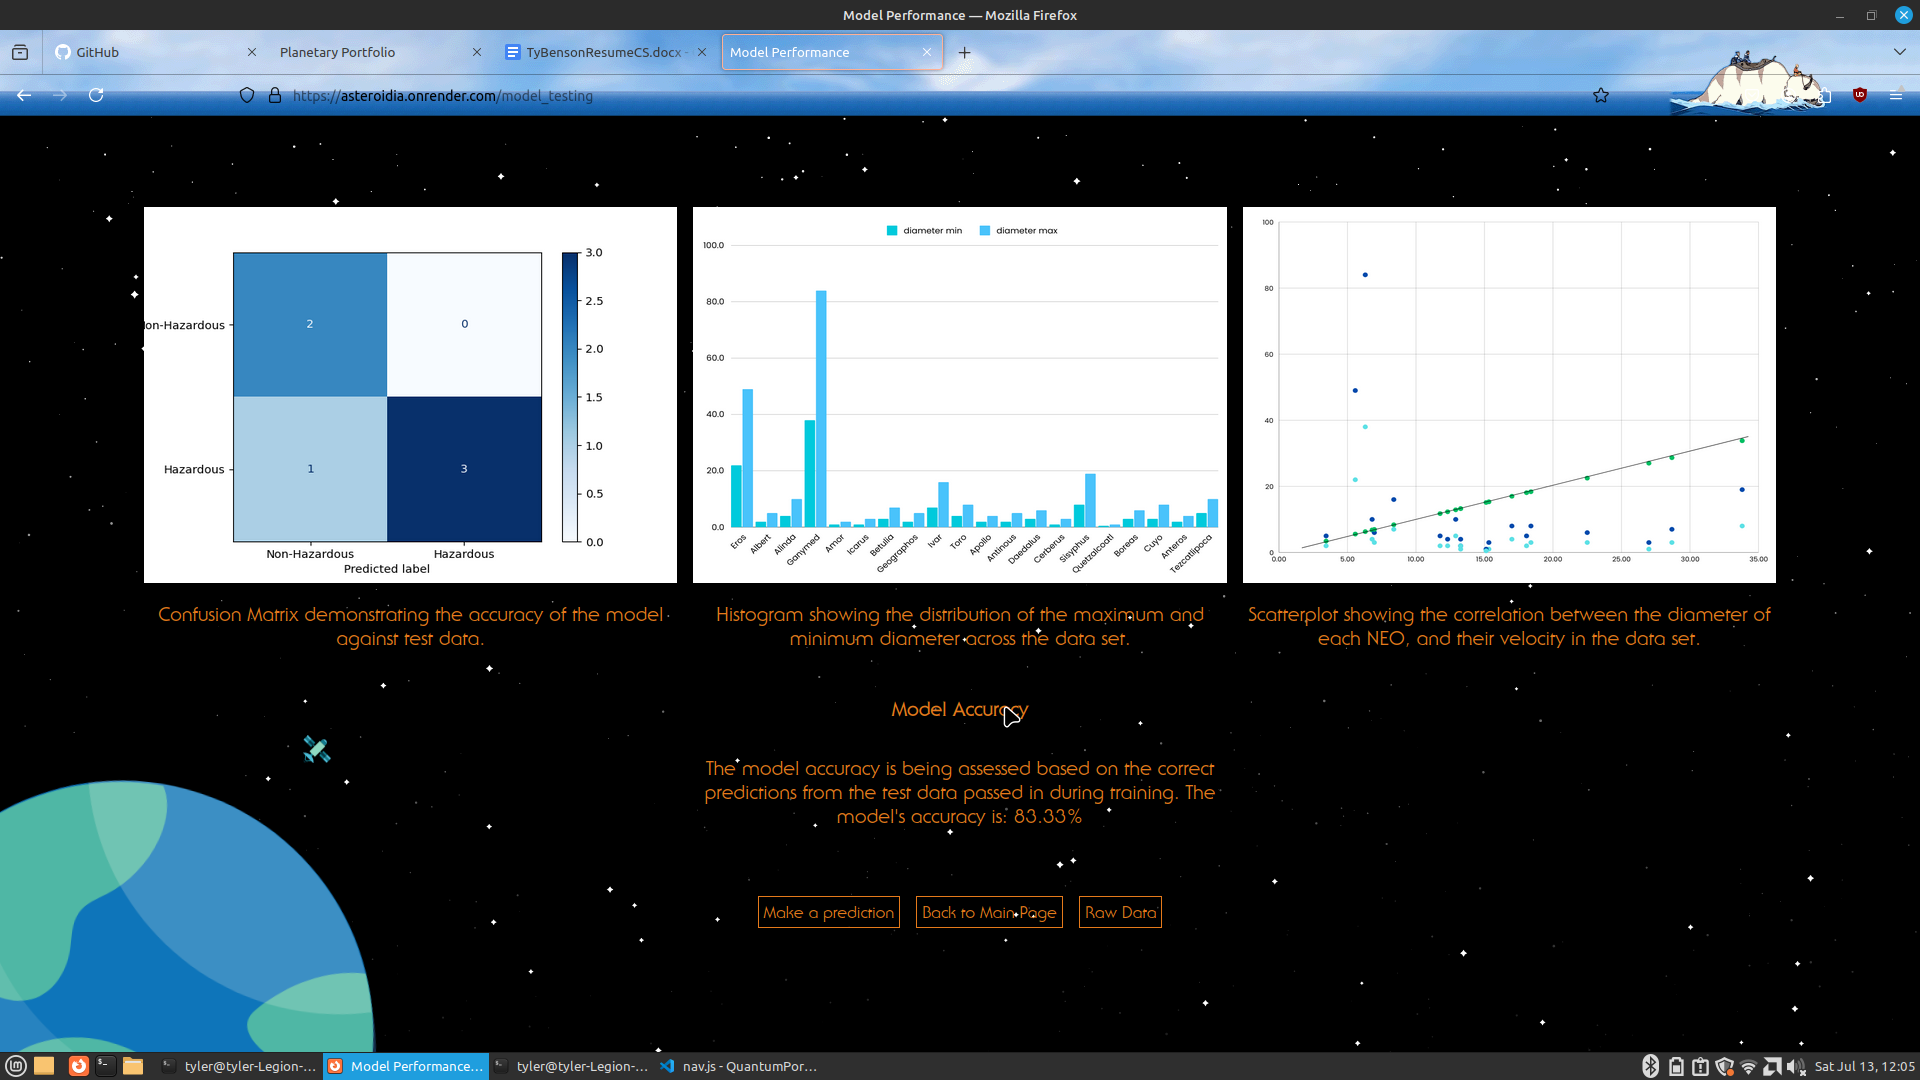 Model Performance — Mozilla Firefox
GitHub
Planetary Portfolio
TyBensonResumeCS.docx -
Model Performance
https://asteroidia.onrender.com/model_testing
Non-Hazardous
Hazardous
2
0
1
3
Non-Hazardous
Hazardous
Predicted label
3.0
2.5
2.0
1.5
1.0
0.5
0.0
diameter min
diameter max
100.0
80.0
60.0
40.0
20.0
0.0
Eros
Albert
Alinda
Ganymed
Amor
Icarus
Betulia
Geographos
Ivar
Toro
Apollo
Antinous
Daedalus
Cerberus
Sisyphus
Quetzalcoatl
Boreas
Cuyo
Anteros
Tezcatlipoca
100
80
60
40
20
0
0.00
5.00
10.00
15.00
20.00
25.00
30.00
35.00
Confusion Matrix demonstrating the accuracy of the model
against test data.
Histogram showing the distribution of the maximum and
minimum diameter across the data set.
Scatterplot showing the correlation between the diameter of
each NEO, and their velocity in the data set.
Model Accuracy
The model accuracy is being assessed based on the correct
predictions from the test data passed in during training. The
model's accuracy is: 83.33%
Make a prediction
Back to Main Page
Raw Data
tyler@tyler-Legion-...
Model Performance...
tyler@tyler-Legion-...
nav.js - QuantumPor...
Sat Jul 13, 12:05